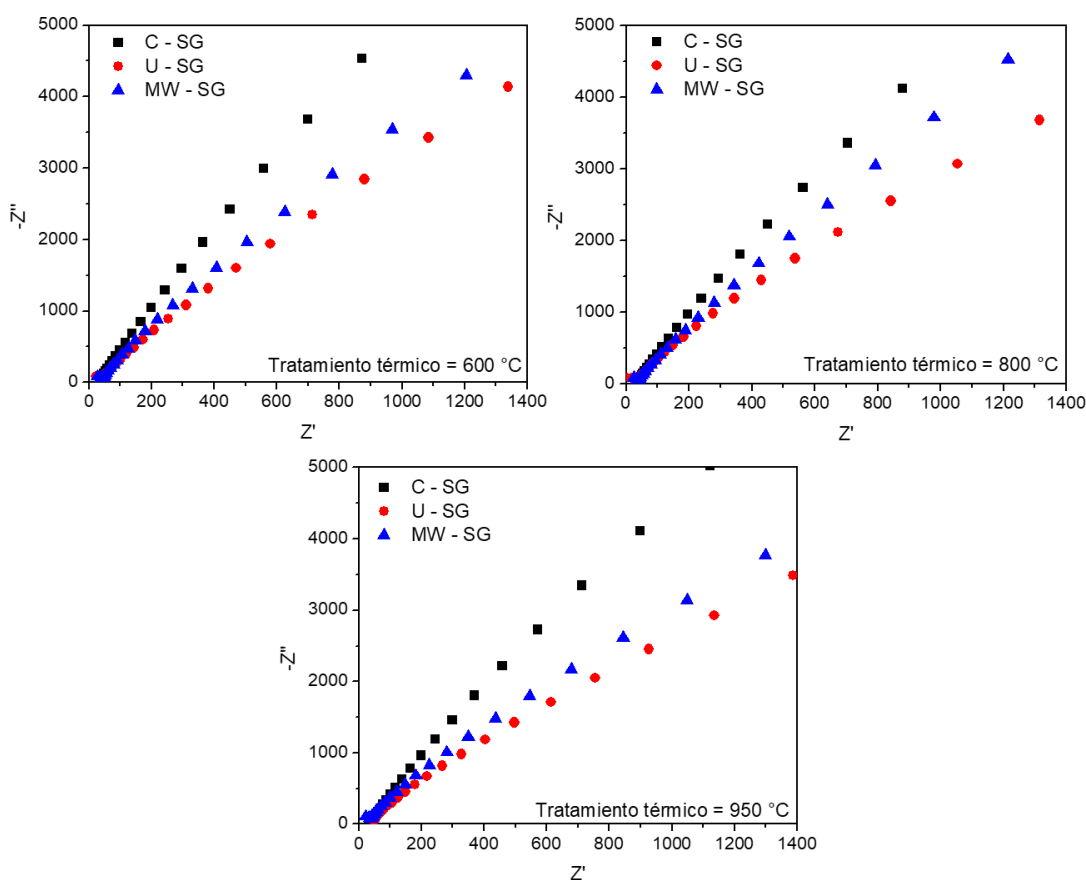 5000
4000
3000
2000
1000
0
-Z"
C - SG
U - SG
MW - SG
Tratamiento térmico = 600 °C
0 200 400 600 800 1000 1200 1400
Z'
5000
4000
3000
2000
1000
0
-Z"
C - SG
U - SG
MW - SG
Tratamiento térmico = 800 °C
0 200 400 600 800 1000 1200 1400
Z'
5000
4000
3000
2000
1000
0
-Z"
C - SG
U - SG
MW - SG
Tratamiento térmico = 950 °C
0 200 400 600 800 1000 1200 1400
Z'